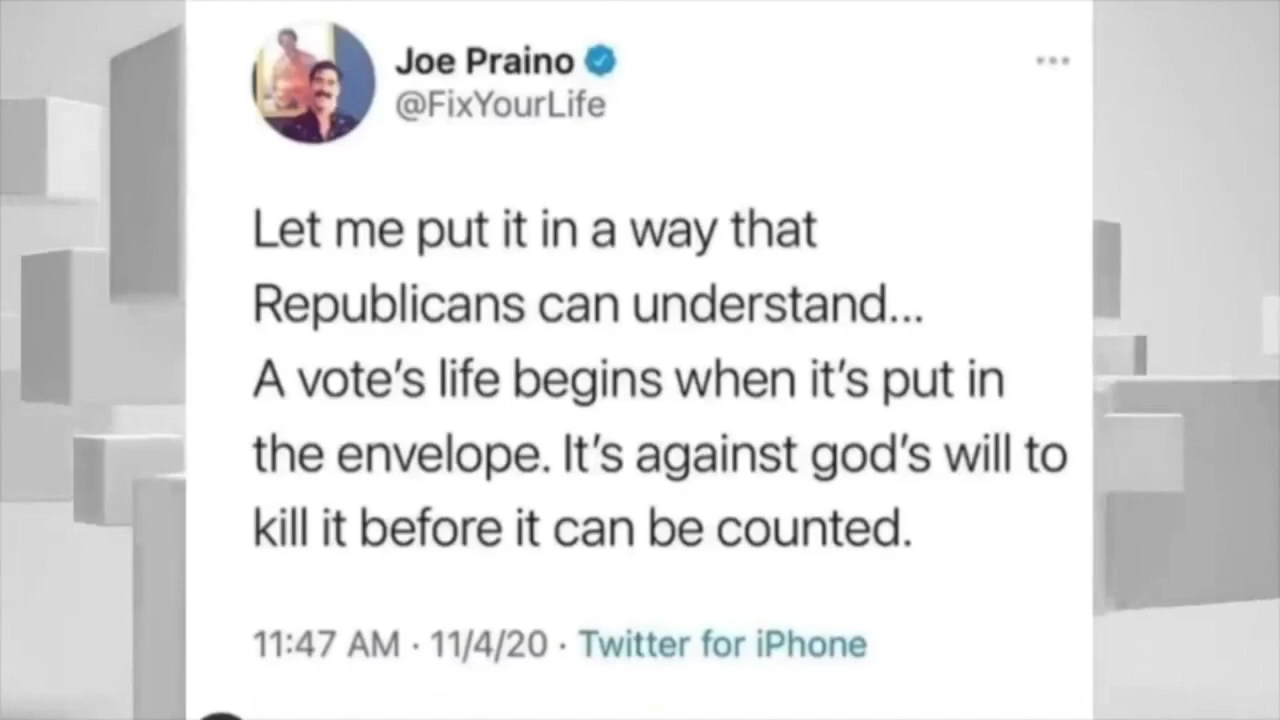 Joe Praino
@FixYourLife
Let me put it in a way that
Republicans can understand...
A vote’s life begins when it’s put in
the envelope. It’s against god’s will to
kill it before it can be counted.
11:47 AM · 11/4/20 · Twitter for iPhone